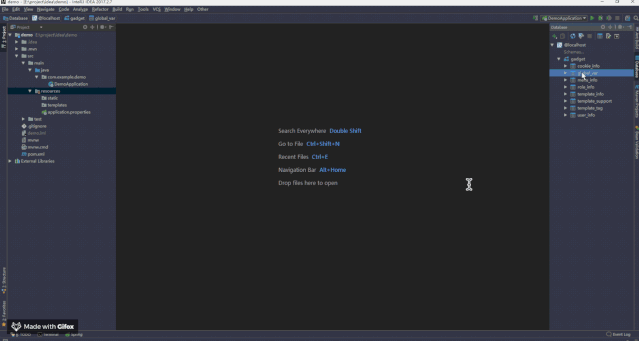 demo - [E:\project\idea\demo] - IntelliJ IDEA 2017.2.7
File Edit View Navigate Code Analyze Refactor Build Run Tools VCS Window Help Other
Database @localhost gadget global_var
DemoApplication
Project
demo E:\project\idea\demo
.idea
.mvn
src
main
java
com.example.demo
DemoApplication
resources
static
templates
application.properties
test
.gitignore
demo.iml
mvnw
mvnw.cmd
pom.xml
External Libraries
Search Everywhere Double Shift
Go to File Ctrl+Shift+N
Recent Files Ctrl+E
Navigation Bar Alt+Home
Drop files here to open
Database
@localhost
Schemas...
gadget
cookie_info
menu_info
role_info
template_info
template_support
template_tag
user_info
Made with Gifox
Terminal
Event Log